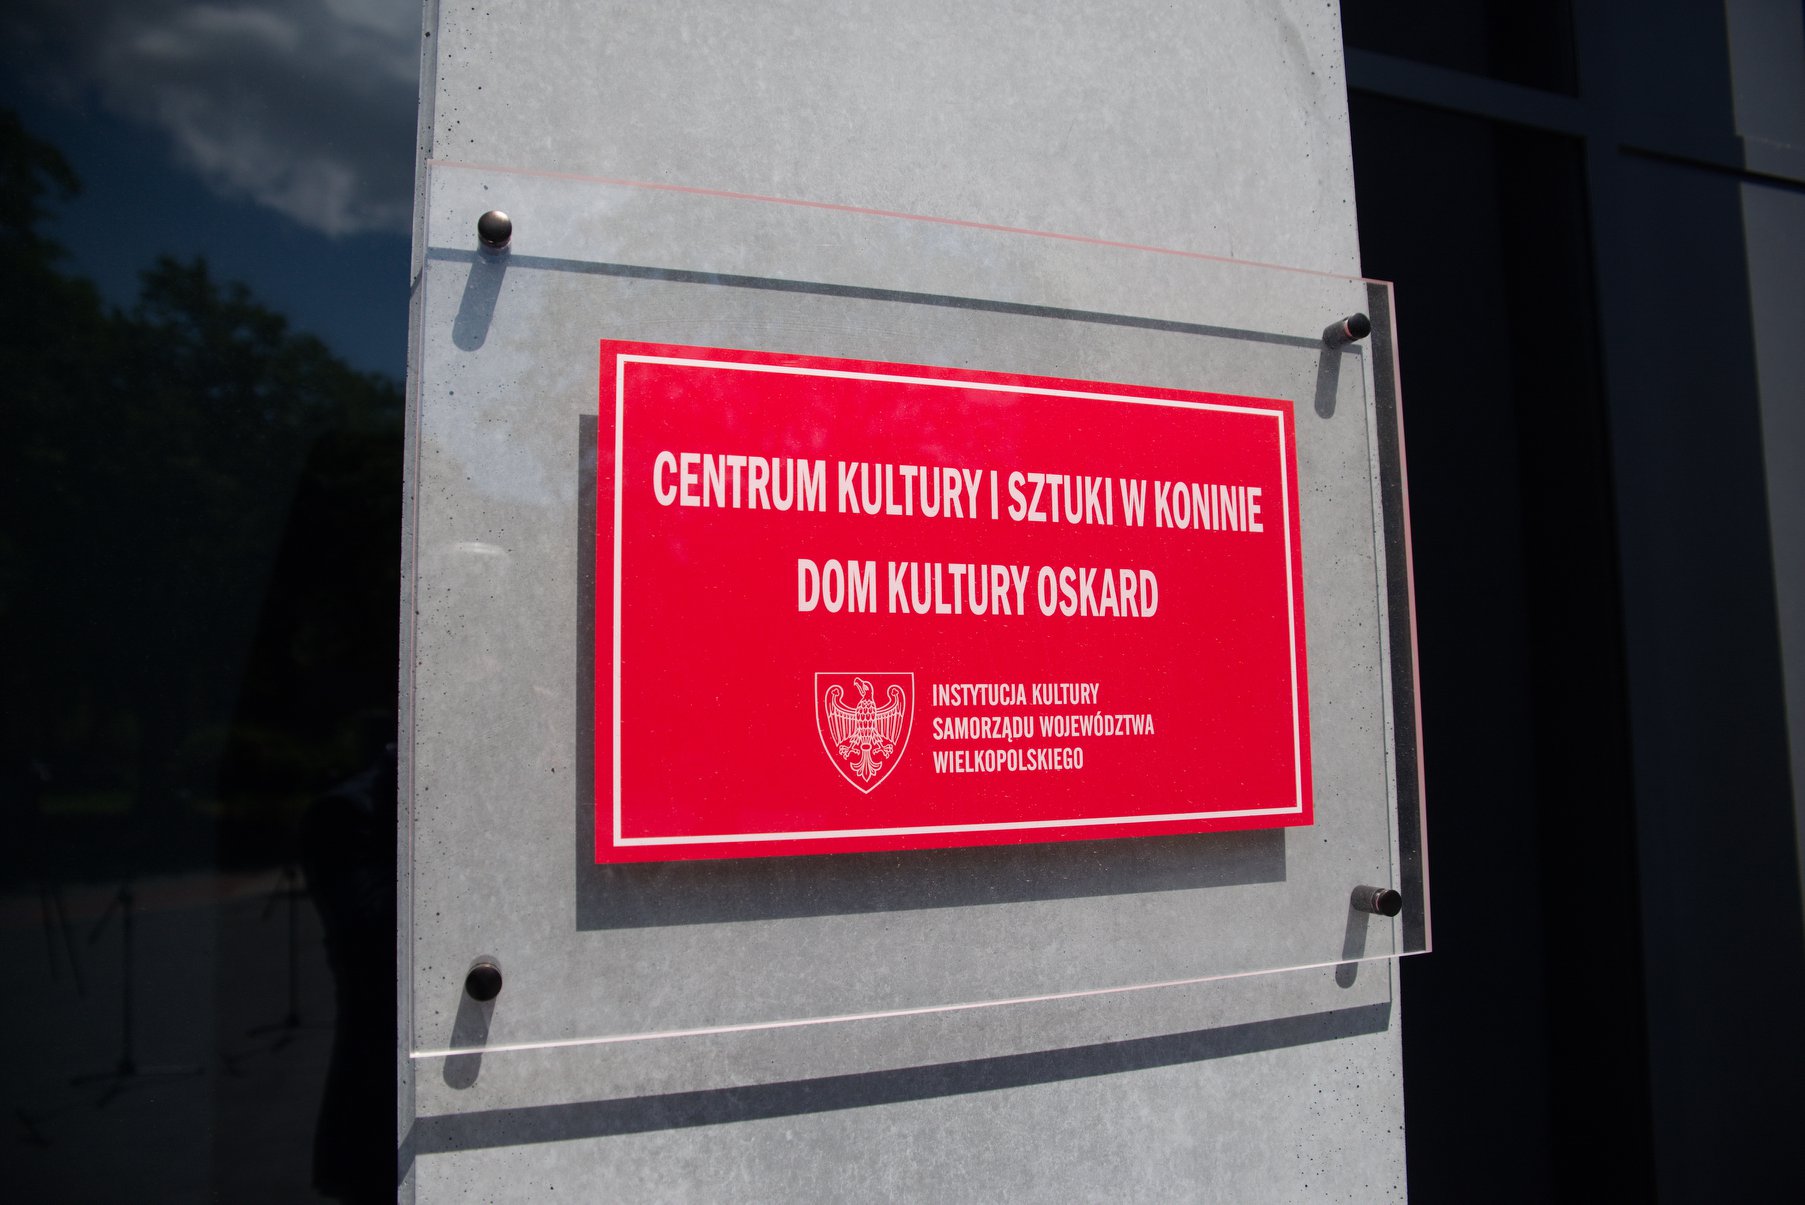 CENTRUM KULTURY I SZTUKI W KONINIE
DOM KULTURY OSKARD
INSTYTUCJA KULTURY
SAMORZĄDU WOJEWÓDZTWA
WIELKOPOLSKIEGO